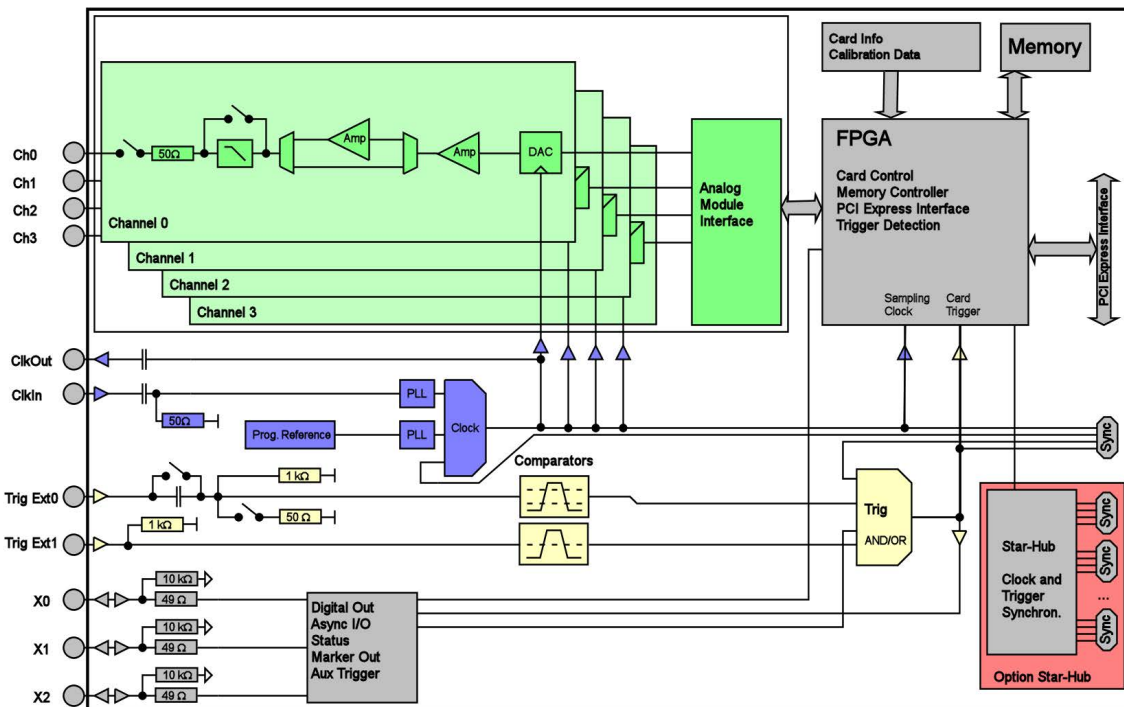 Card Info
Calibration Data
Memory
FPGA
Card Control
Memory Controller
PCI Express Interface
Trigger Detection
Sampling
Clock
Card
Trigger
PCI Express Interface
Ch0
Ch1
Ch2
Ch3
50Ω
Amp
Amp
DAC
Analog
Module
Interface
Channel 0
Channel 1
Channel 2
Channel 3
ClkOut
ClkIn
50Ω
PLL
Prog. Reference
PLL
Clock
Sync
Comparators
Trig Ext0
1 kΩ
50 Ω
Trig Ext1
1 kΩ
Trig
AND/OR
X0
10 kΩ
49 Ω
X1
10 kΩ
49 Ω
X2
10 kΩ
49 Ω
Digital Out
Async I/O
Status
Marker Out
Aux Trigger
Star-Hub
Clock and
Trigger
Synchron.
Sync
Sync
...
Sync
Option Star-Hub